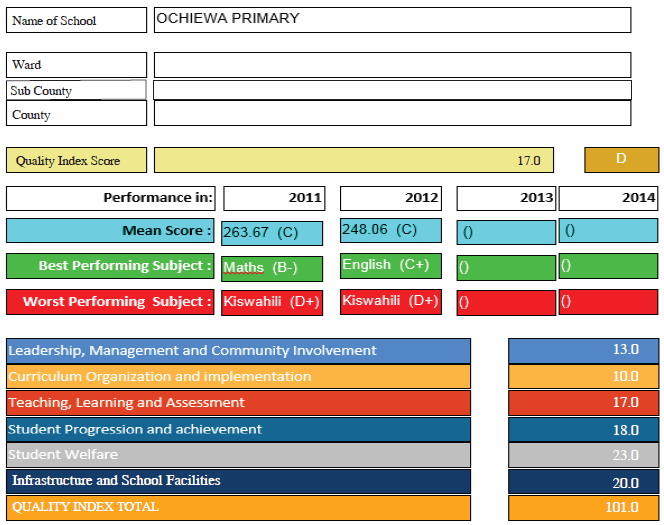 Name of School OCHIEWA PRIMARY
Ward
Sub County
County
Quality Index Score 17.0 D
Performance in: 2011 2012 2013 2014
Mean Score : 263.67 (C) 248.06 (C) () ()
Best Performing Subject : Maths (B-) English (C+) () ()
Worst Performing Subject : Kiswahili (D+) Kiswahili (D+) () ()
Leadership, Management and Community Involvement 13.0
Curriculum Organization and implementation 10.0
Teaching, Learning and Assessment 17.0
Student Progression and achievement 18.0
Student Welfare 23.0
Infrastructure and School Facilities 20.0
QUALITY INDEX TOTAL 101.0